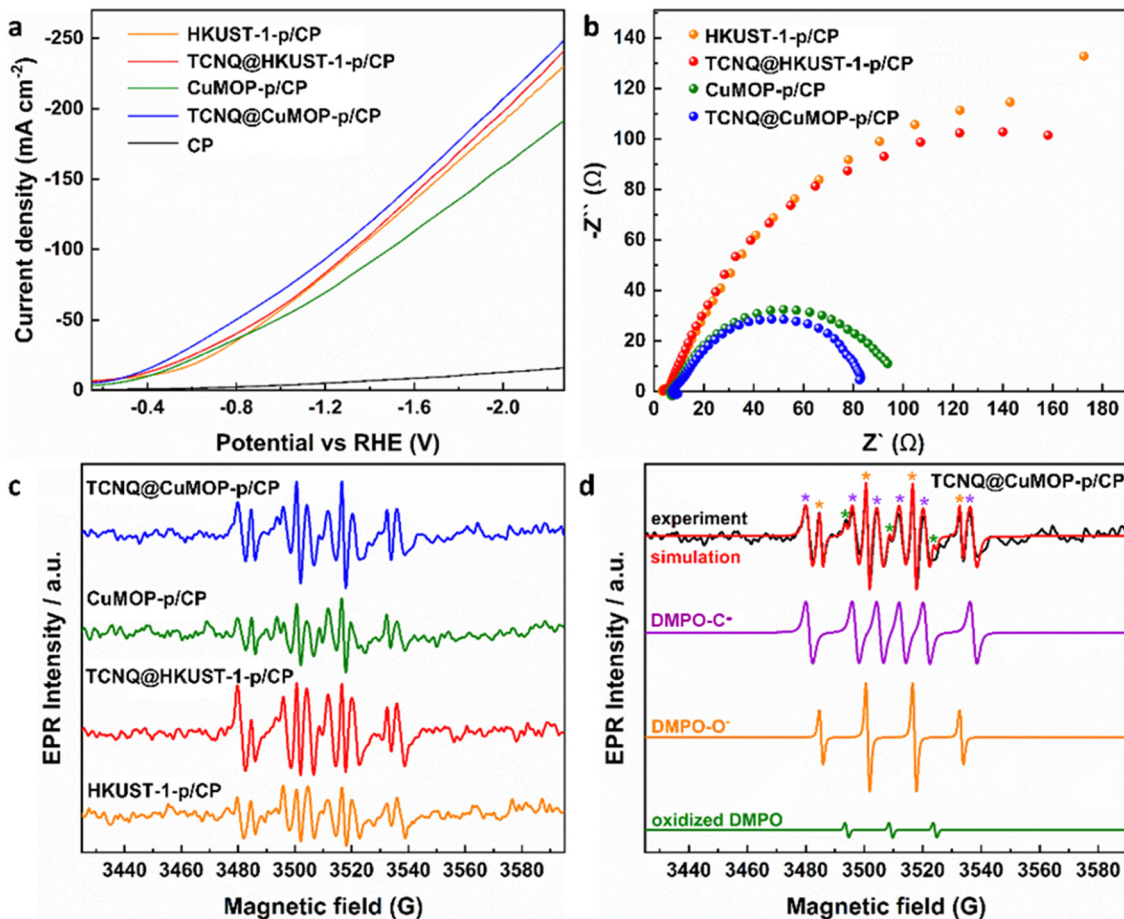 a
-250
-200
-150
-100
-50
0
Current density (mA cm⁻²)
HKUST-1-p/CP
TCNQ@HKUST-1-p/CP
CuMOP-p/CP
TCNQ@CuMOP-p/CP
CP
-0.4 -0.8 -1.2 -1.6 -2.0
Potential vs RHE (V)
b
140
120
100
80
60
40
20
0
-Z`` (Ω)
HKUST-1-p/CP
TCNQ@HKUST-1-p/CP
CuMOP-p/CP
TCNQ@CuMOP-p/CP
0 20 40 60 80 100 120 140 160 180
Z` (Ω)
c
EPR Intensity / a.u.
TCNQ@CuMOP-p/CP
CuMOP-p/CP
TCNQ@HKUST-1-p/CP
HKUST-1-p/CP
3440 3460 3480 3500 3520 3540 3560 3580
Magnetic field (G)
d
EPR Intensity / a.u.
TCNQ@CuMOP-p/CP
* * * * * * * * * * * * *
experiment
simulation
DMPO-C•
DMPO-O⁻
oxidized DMPO
3440 3460 3480 3500 3520 3540 3560 3580
Magnetic field (G)